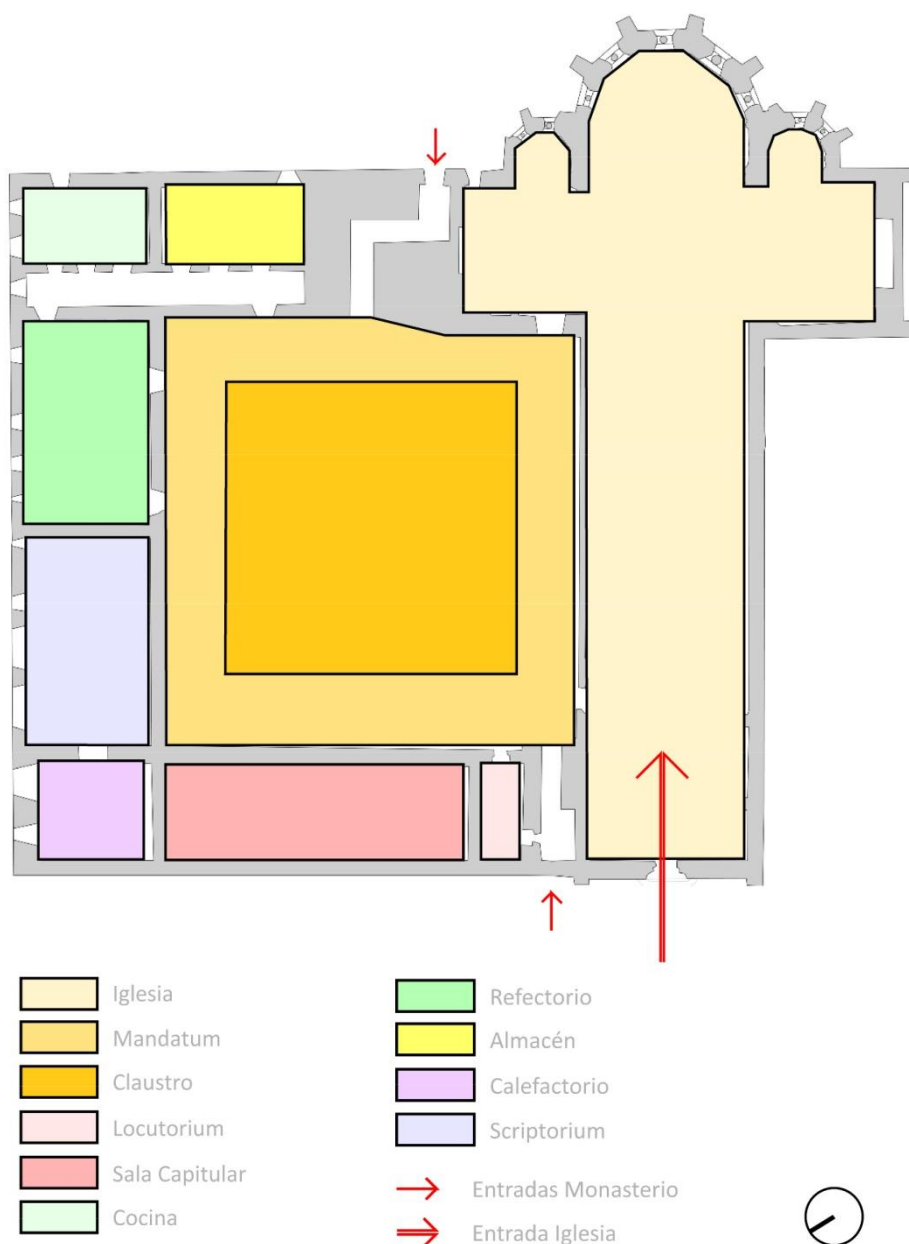 Iglesia
Mandatum
Claustro
Locutorium
Sala Capitular
Cocina
Refectorio
Almacén
Calefactorio
Scriptorium
Entradas Monasterio
Entrada Iglesia